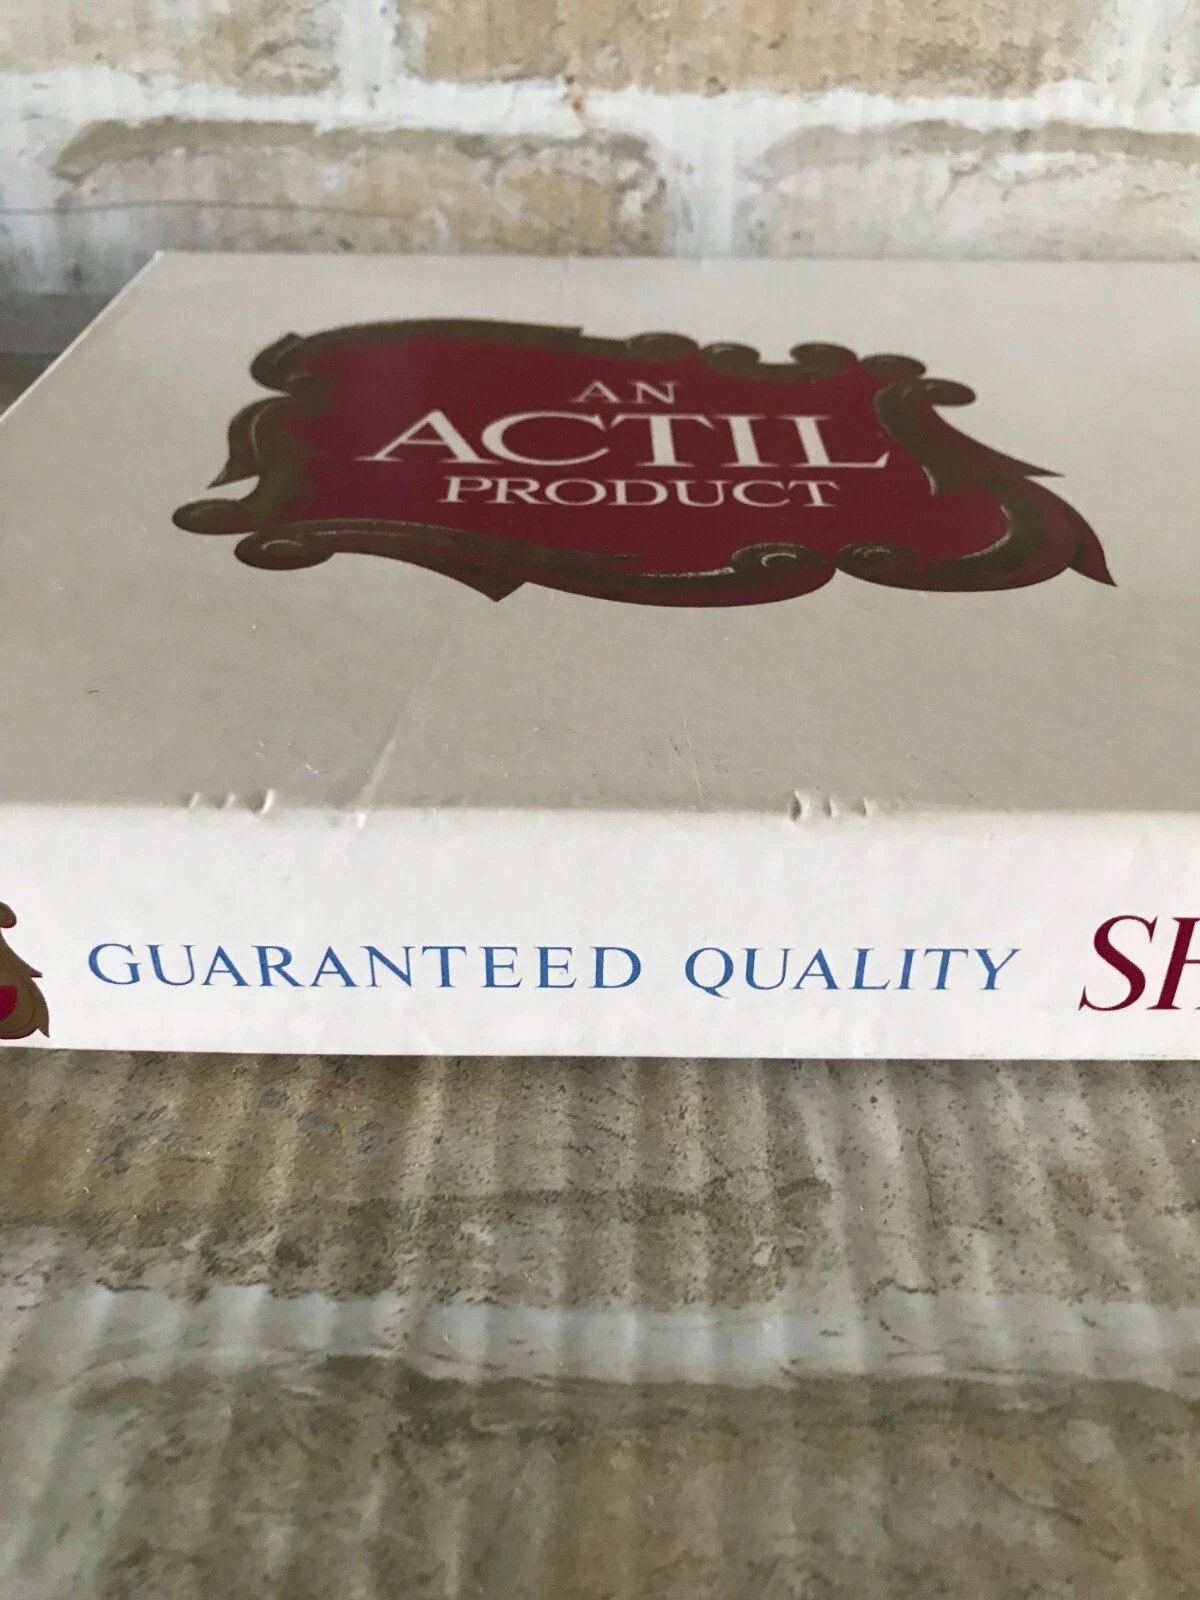 AN
ACTIL
PRODUCT
GUARANTEED QUALITY